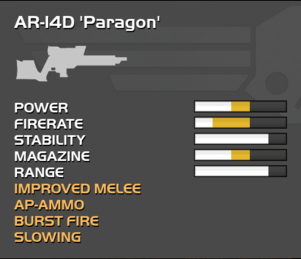 AR-14D 'Paragon'
POWER
FIRERATE
STABILITY
MAGAZINE
RANGE
IMPROVED MELEE
AP-AMMO
BURST FIRE
SLOWING